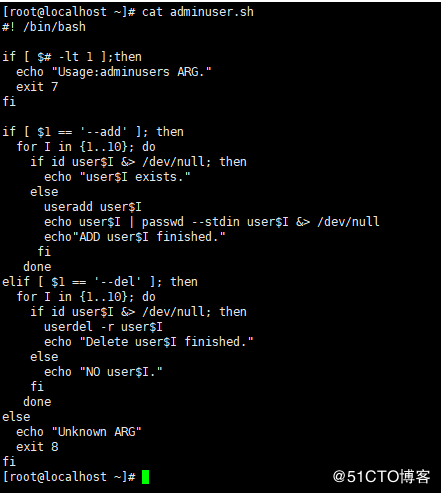 [root@localhost ~]# cat adminuser.sh
#! /bin/bash

if [ $# -lt 1 ];then
  echo "Usage:adminusers ARG."
  exit 7
fi

if [ $1 == '--add' ]; then
  for I in {1..10}; do
    if id user$I &> /dev/null; then
      echo "user$I exists."
    else
      useradd user$I
      echo user$I | passwd --stdin user$I &> /dev/null
      echo"ADD user$I finished."
     fi
   done
elif [ $1 == '--del' ]; then
  for I in {1..10}; do
    if id user$I &> /dev/null; then
      userdel -r user$I
      echo "Delete user$I finished."
    else
      echo "NO user$I."
    fi
   done
else
  echo "Unknown ARG"
  exit 8
fi
[root@localhost ~]#
@51CTO博客